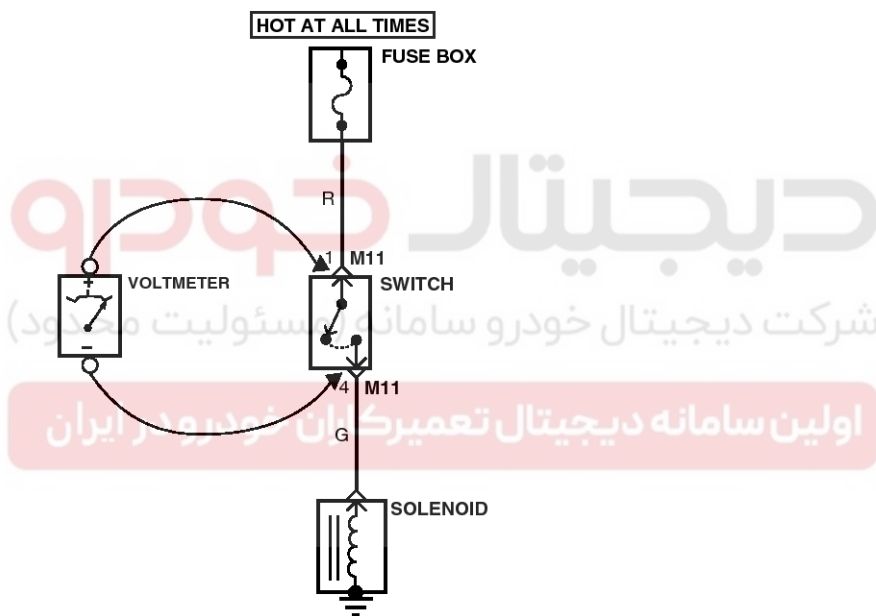 HOT AT ALL TIMES
FUSE BOX
R
دیجیتال خودرو
1 M11
VOLTMETER
SWITCH
شرکت دیجیتال خودرو سامانه (مسئولیت محدود)
4 M11
اولین سامانه دیجیتال تعمیرکاران خودرو در ایران
G
SOLENOID